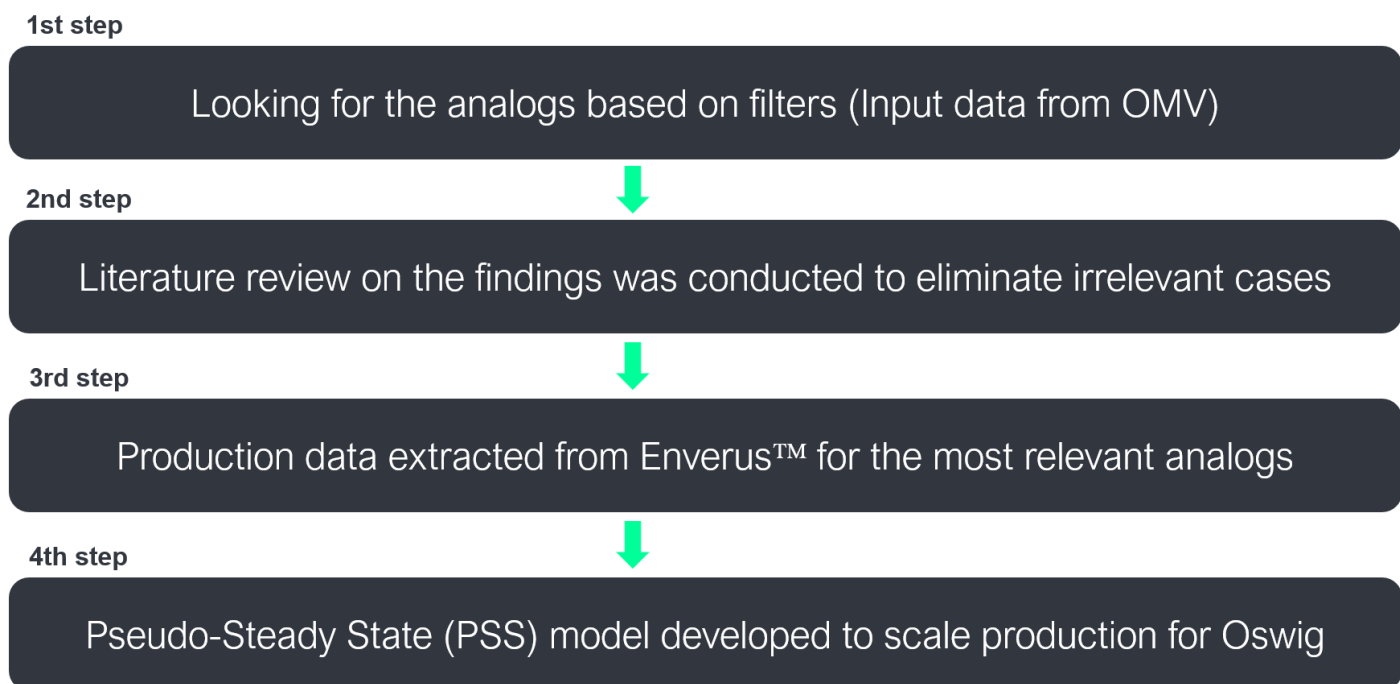 1st step
Looking for the analogs based on filters (Input data from OMV)
2nd step
Literature review on the findings was conducted to eliminate irrelevant cases
3rd step
Production data extracted from Enverus™ for the most relevant analogs
4th step
Pseudo-Steady State (PSS) model developed to scale production for Oswig